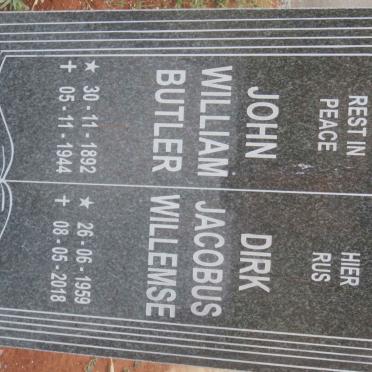 REST IN
PEACE
JOHN
WILLIAM
BUTLER
★ 30 - 11 - 1892
✝ 05 - 11 - 1944
HIER
RUS
DIRK
JACOBUS
WILLEMSE
★ 26 - 06 - 1959
✝ 08 - 05 - 2018